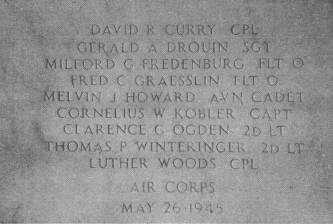 DAVID R CURRY CPL
GERALD A DROUIN SGT
MILFORD G FREDENBURG FLT O
FRED C GRAESSLIN FLT O
MELVIN J HOWARD AVN CADET
CORNELIUS W KOBLER CAPT
CLARENCE G OGDEN 2D LT
THOMAS P WINTERINGER 2D LT
LUTHER WOODS CPL
AIR CORPS
MAY 26 1945